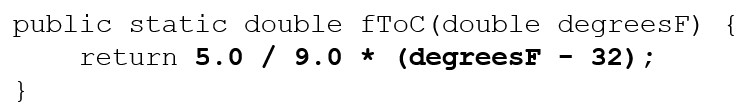 public static double fToC(double degreesF) {
    return 5.0 / 9.0 * (degreesF - 32);
}